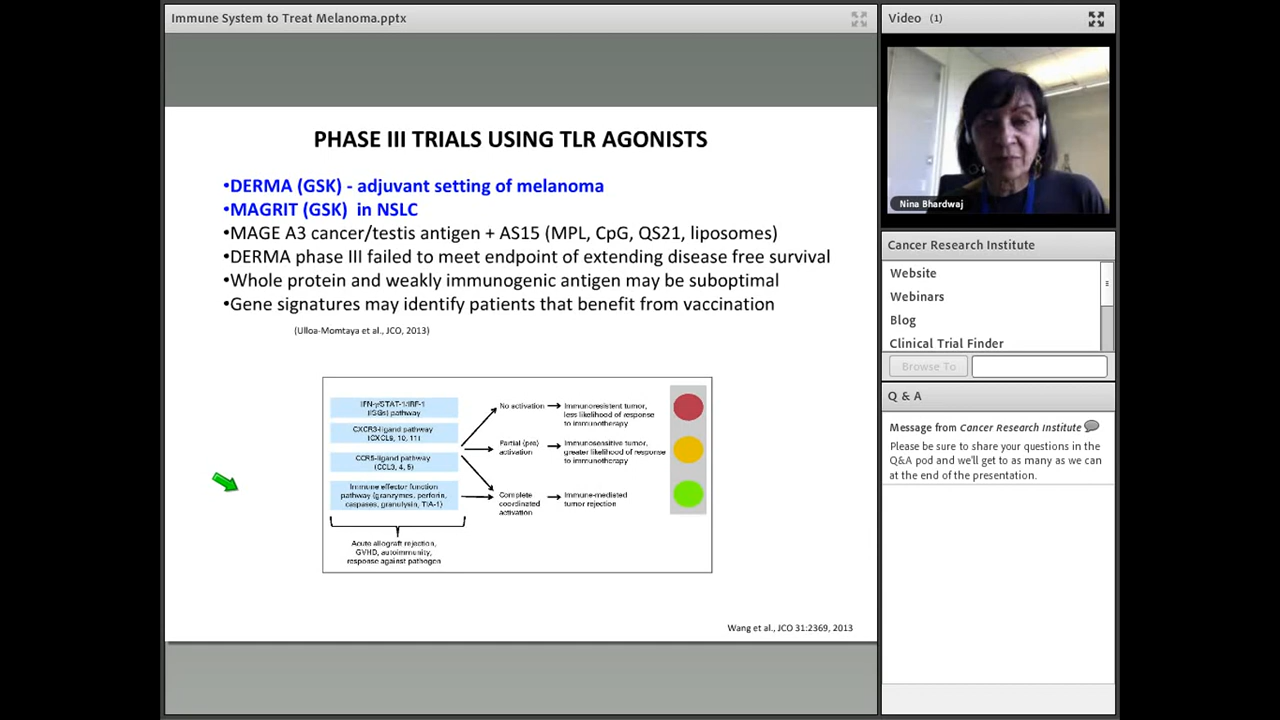 Immune System to Treat Melanoma.pptx
PHASE III TRIALS USING TLR AGONISTS
•DERMA (GSK) - adjuvant setting of melanoma
•MAGRIT (GSK)  in NSLC
•MAGE A3 cancer/testis antigen + AS15 (MPL, CpG, QS21, liposomes)
•DERMA phase III failed to meet endpoint of extending disease free survival
•Whole protein and weakly immunogenic antigen may be suboptimal
•Gene signatures may identify patients that benefit from vaccination
(Ulloa-Momtaya et al., JCO, 2013)
IFN-γ/STAT-1/IRF-1
(ISGs) pathway
CXCR3-ligand pathway
(CXCL9, 10, 11)
CCR5-ligand pathway
(CCL3, 4, 5)
Immune effector function
pathway (granzymes, perforin,
caspases, granulysin, TIA-1)
Acute allograft rejection,
GVHD, autoimmunity,
response against pathogen
No activation
Immunoresistent tumor,
less likelihood of response
to immunotherapy
Partial (pre)
activation
Immunosensitive tumor,
greater likelihood of response
to immunotherapy
Complete
coordinated
activation
Immune-mediated
tumor rejection
Wang et al., JCO 31:2369, 2013
Video (1)
Nina Bhardwaj
Cancer Research Institute
Website
Webinars
Blog
Clinical Trial Finder
Browse To
Q & A
Message from Cancer Research Institute
Please be sure to share your questions in the
Q&A pod and we'll get to as many as we can
at the end of the presentation.